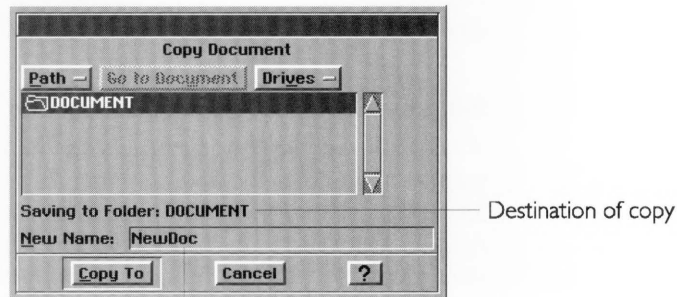 Copy Document
Path Go to Document Drives
DOCUMENT
Saving to Folder: DOCUMENT
Destination of copy
New Name: NewDoc
Copy To Cancel ?